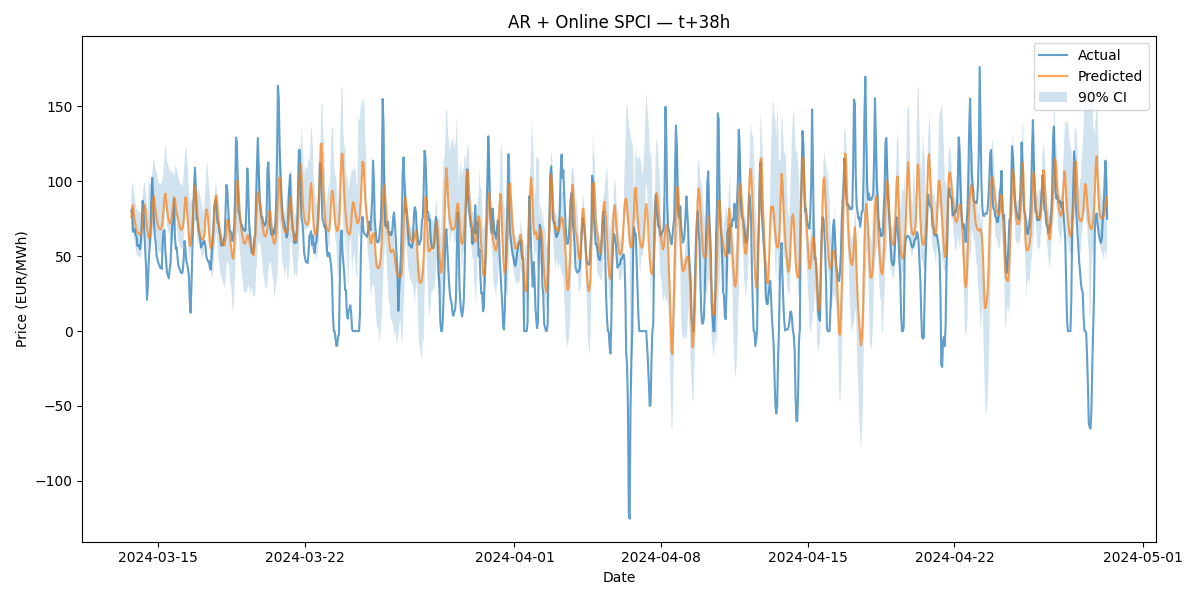 AR + Online SPCI — t+38h
Actual
Predicted
90% CI
Price (EUR/MWh)
150
100
50
0
−50
−100
2024-03-15
2024-03-22
2024-04-01
2024-04-08
2024-04-15
2024-04-22
2024-05-01
Date